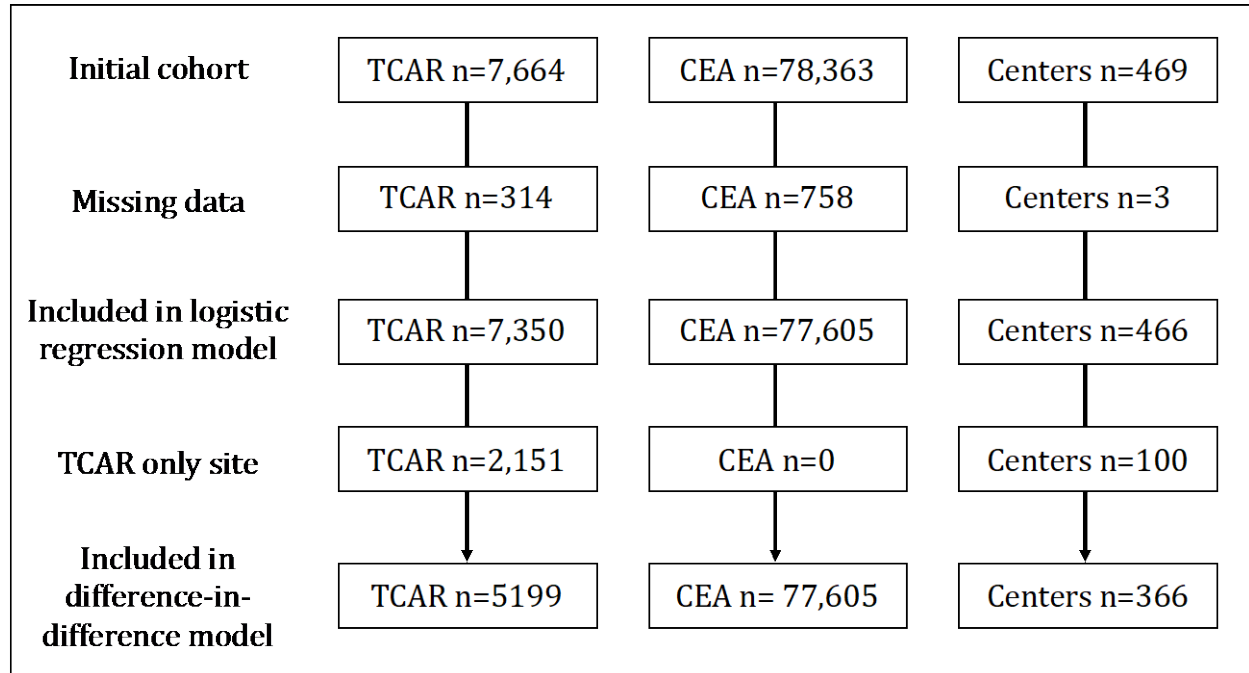 Initial cohort
TCAR n=7,664
CEA n=78,363
Centers n=469
Missing data
TCAR n=314
CEA n=758
Centers n=3
Included in logistic
regression model
TCAR n=7,350
CEA n=77,605
Centers n=466
TCAR only site
TCAR n=2,151
CEA n=0
Centers n=100
Included in
difference-in-
difference model
TCAR n=5199
CEA n= 77,605
Centers n=366